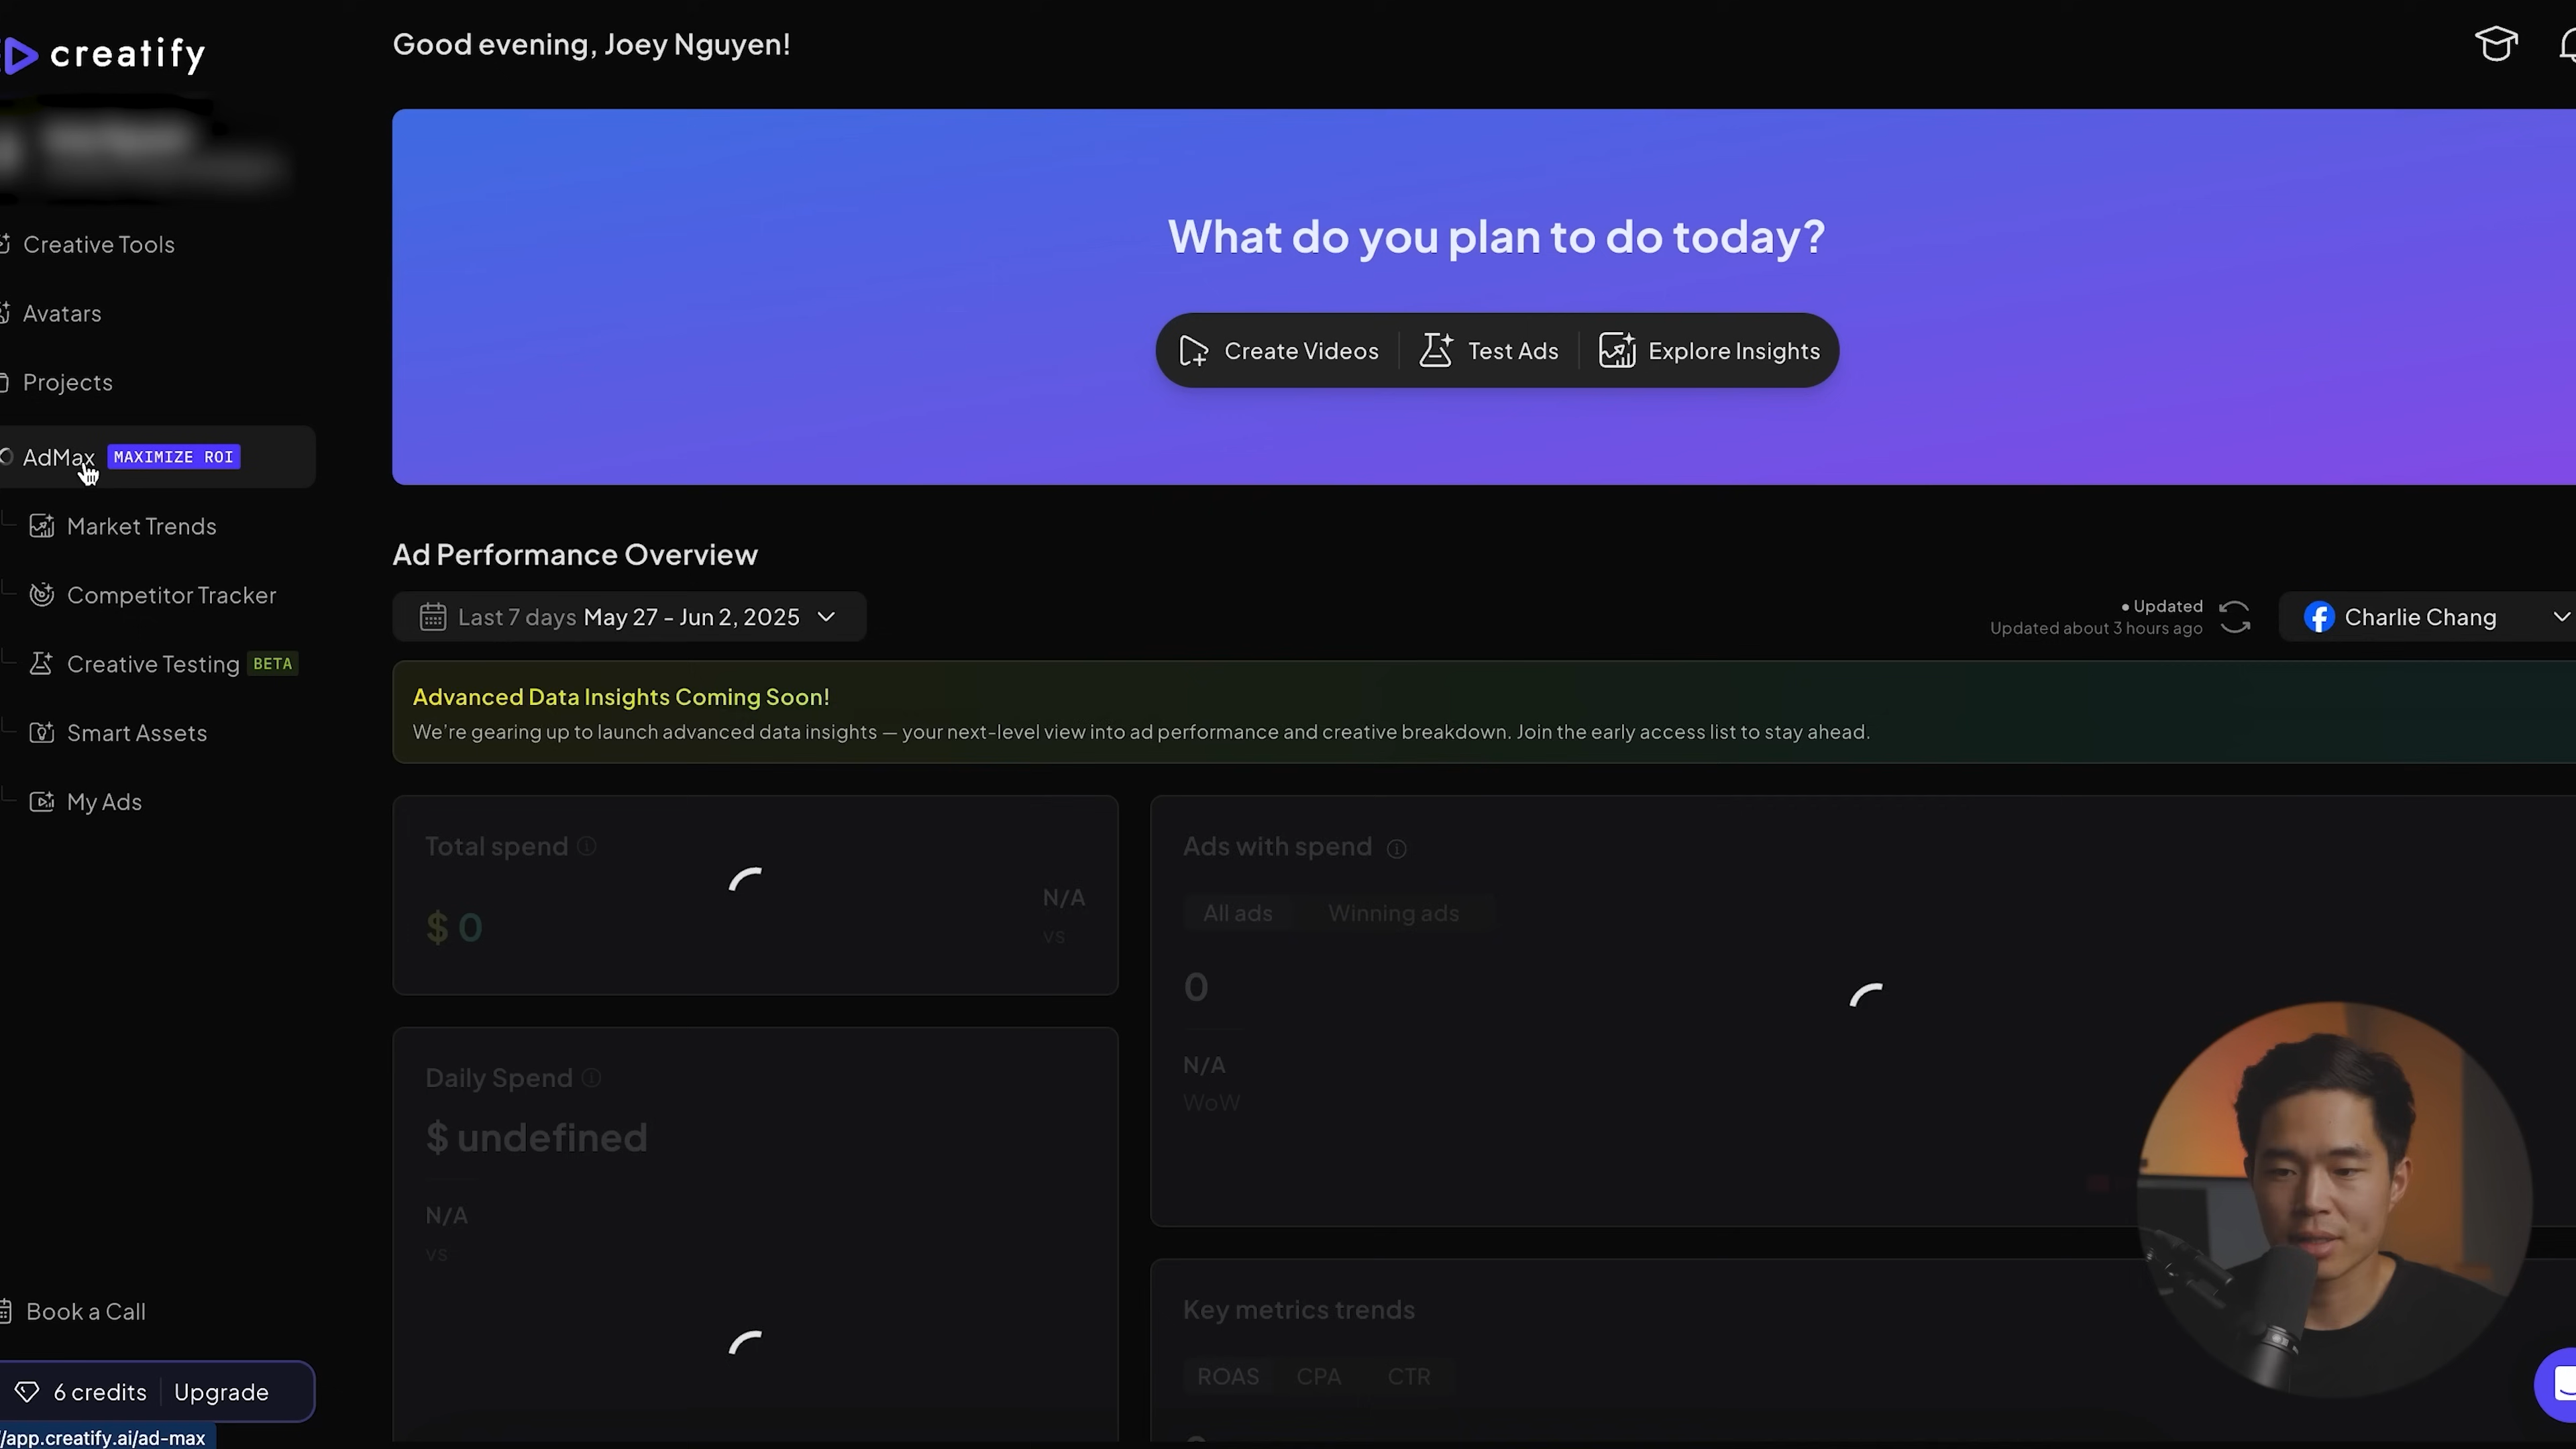 creatify
Good evening, Joey Nguyen!
Creative Tools
Avatars
Projects
AdMax MAXIMIZE ROI
Market Trends
Competitor Tracker
Creative Testing BETA
Smart Assets
My Ads
Book a Call
6 credits Upgrade
/app.creatify.ai/ad-max
What do you plan to do today?
Create Videos Test Ads Explore Insights
Ad Performance Overview
Last 7 days May 27 – Jun 2, 2025
Updated
Updated about 3 hours ago
Charlie Chang
Advanced Data Insights Coming Soon!
We're gearing up to launch advanced data insights — your next-level view into ad performance and creative breakdown. Join the early access list to stay ahead.
Total spend
$ 0
N/A
vs
Daily Spend
$ undefined
N/A
vs
Ads with spend
All ads Winning ads
0
N/A
WoW
Key metrics trends
ROAS CPA CTR